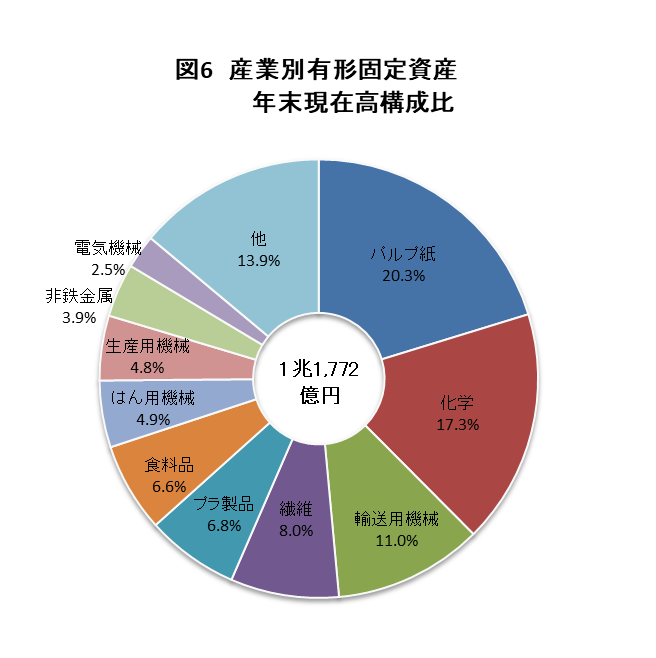 図6 産業別有形固定資産
年末現在高構成比
パルプ紙
20.3%
化学
17.3%
輸送用機械
11.0%
繊維
8.0%
プラ製品
6.8%
食料品
6.6%
はん用機械
4.9%
生産用機械
4.8%
非鉄金属
3.9%
電気機械
2.5%
他
13.9%
1兆1,772
億円